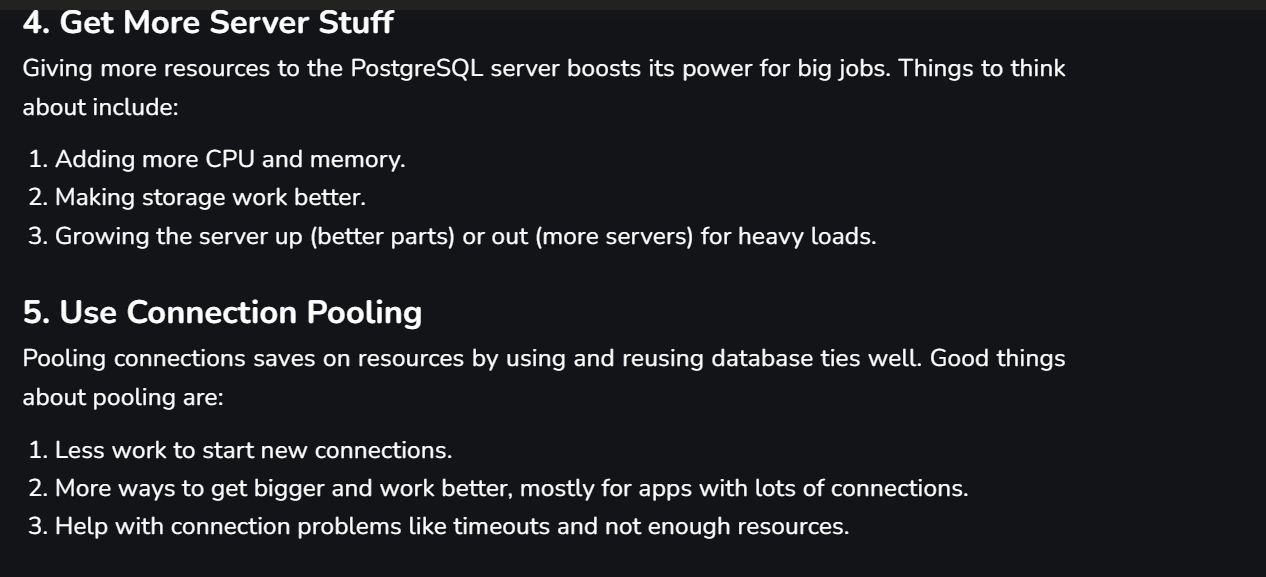 4. Get More Server Stuff
Giving more resources to the PostgreSQL server boosts its power for big jobs. Things to think
about include:
1. Adding more CPU and memory.
2. Making storage work better.
3. Growing the server up (better parts) or out (more servers) for heavy loads.
5. Use Connection Pooling
Pooling connections saves on resources by using and reusing database ties well. Good things
about pooling are:
1. Less work to start new connections.
2. More ways to get bigger and work better, mostly for apps with lots of connections.
3. Help with connection problems like timeouts and not enough resources.